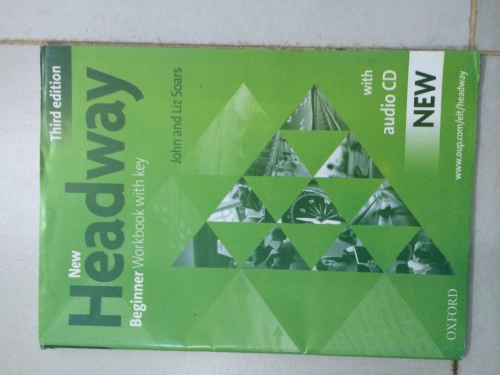 Third edition
New
Headway
Beginner Workbook with key
John and Liz Soars
with
audio CD
NEW
www.oup.com/elt/headway
OXFORD